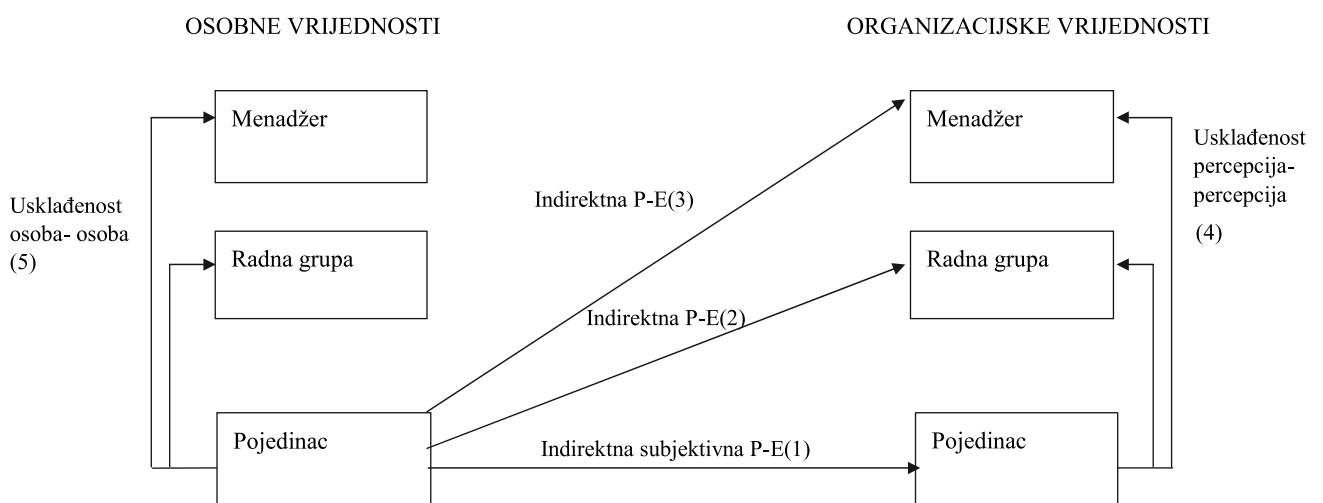 OSOBNE VRIJEDNOSTI
ORGANIZACIJSKE VRIJEDNOSTI
Menadžer
Menadžer
Usklađenost
percepcija-
percepcija
(4)
Indirektna P-E(3)
Usklađenost
osoba- osoba
(5)
Radna grupa
Radna grupa
Indirektna P-E(2)
Pojedinac
Indirektna subjektivna P-E(1)
Pojedinac